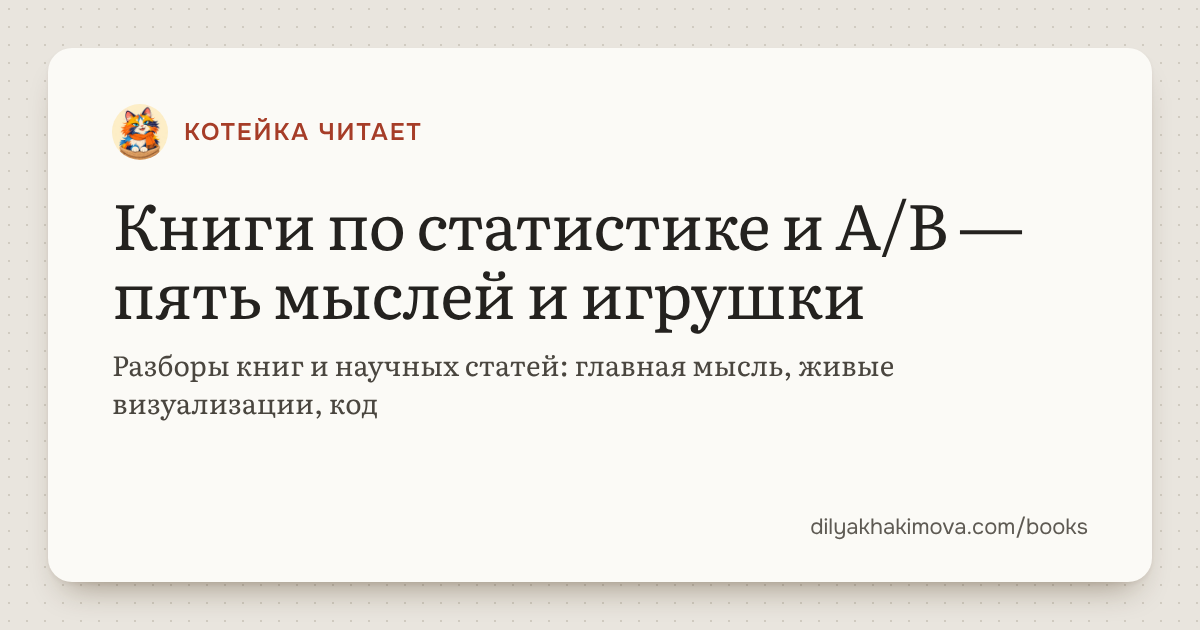 КОТЕЙКА ЧИТАЕТ
Книги по статистике и A/B —
пять мыслей и игрушки
Разборы книг и научных статей: главная мысль, живые
визуализации, код
dilyakhakimova.com/books